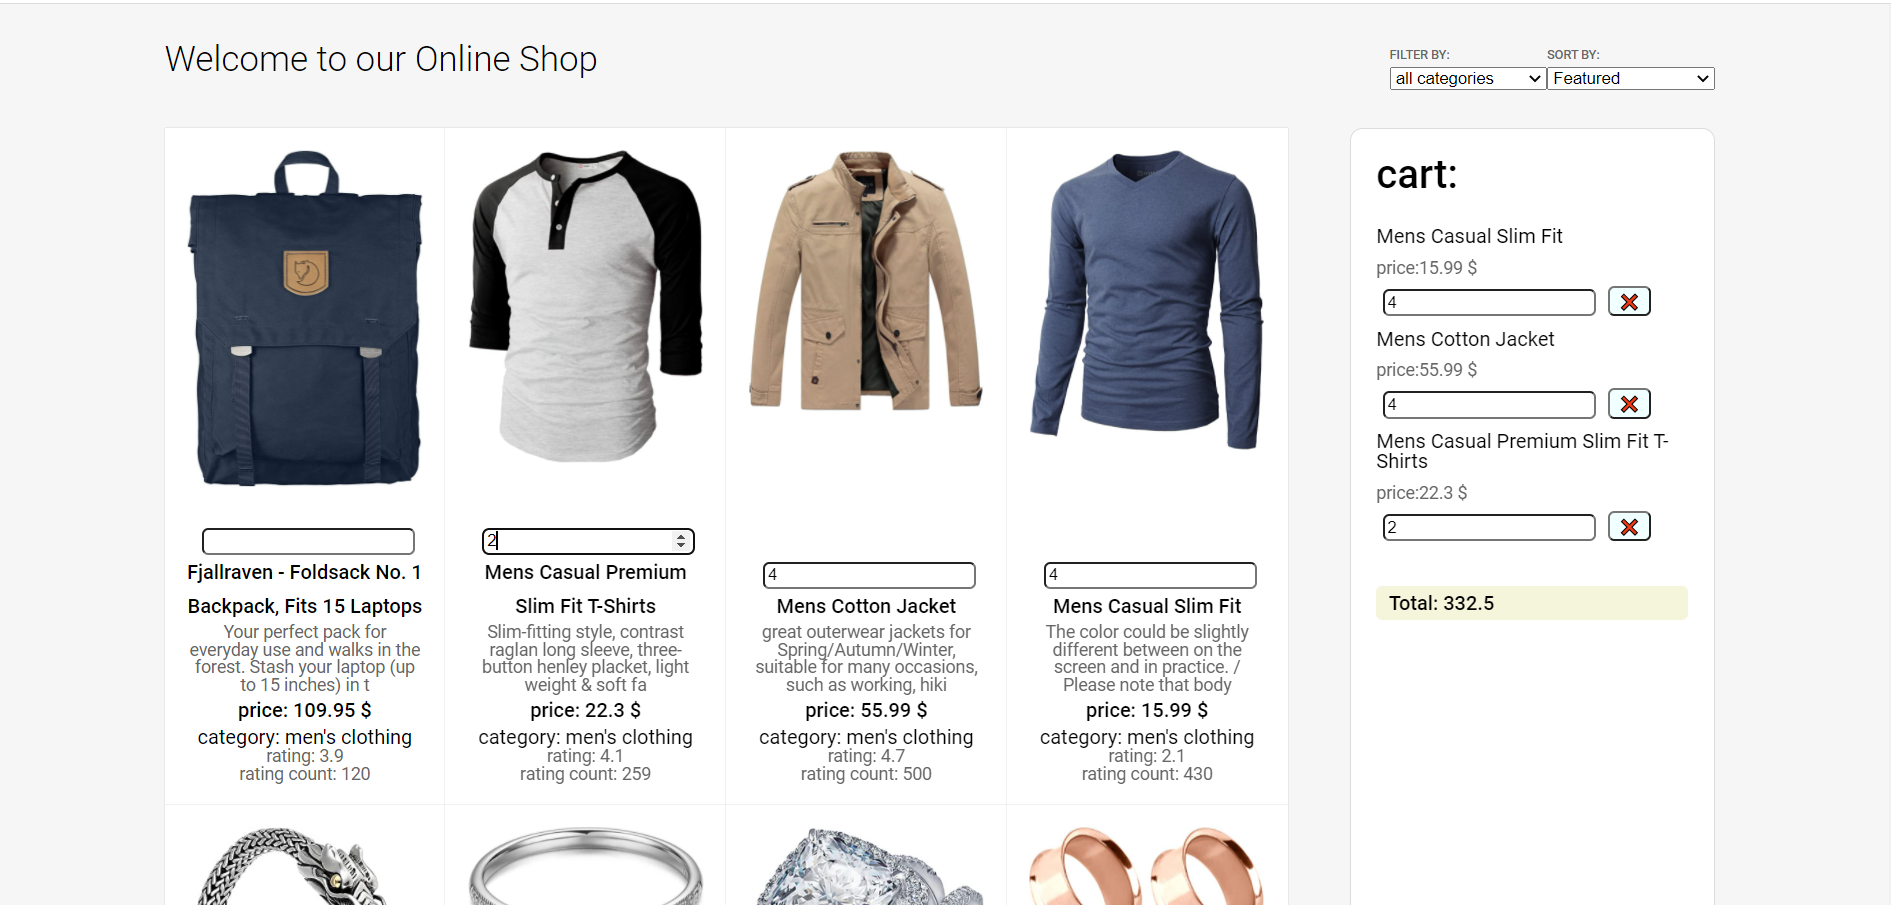 Welcome to our Online Shop
FILTER BY:
all categories
SORT BY:
Featured
2
4
4
Fjallraven - Foldsack No. 1
Backpack, Fits 15 Laptops
Your perfect pack for
everyday use and walks in the
forest. Stash your laptop (up
to 15 inches) in t
price: 109.95 $
category: men's clothing
rating: 3.9
rating count: 120
Mens Casual Premium
Slim Fit T-Shirts
Slim-fitting style, contrast
raglan long sleeve, three-
button henley placket, light
weight & soft fa
price: 22.3 $
category: men's clothing
rating: 4.1
rating count: 259
Mens Cotton Jacket
great outerwear jackets for
Spring/Autumn/Winter,
suitable for many occasions,
such as working, hiki
price: 55.99 $
category: men's clothing
rating: 4.7
rating count: 500
Mens Casual Slim Fit
The color could be slightly
different between on the
screen and in practice. /
Please note that body
price: 15.99 $
category: men's clothing
rating: 2.1
rating count: 430
cart:
Mens Casual Slim Fit
price:15.99 $
4
Mens Cotton Jacket
price:55.99 $
4
Mens Casual Premium Slim Fit T-
Shirts
price:22.3 $
2
Total: 332.5